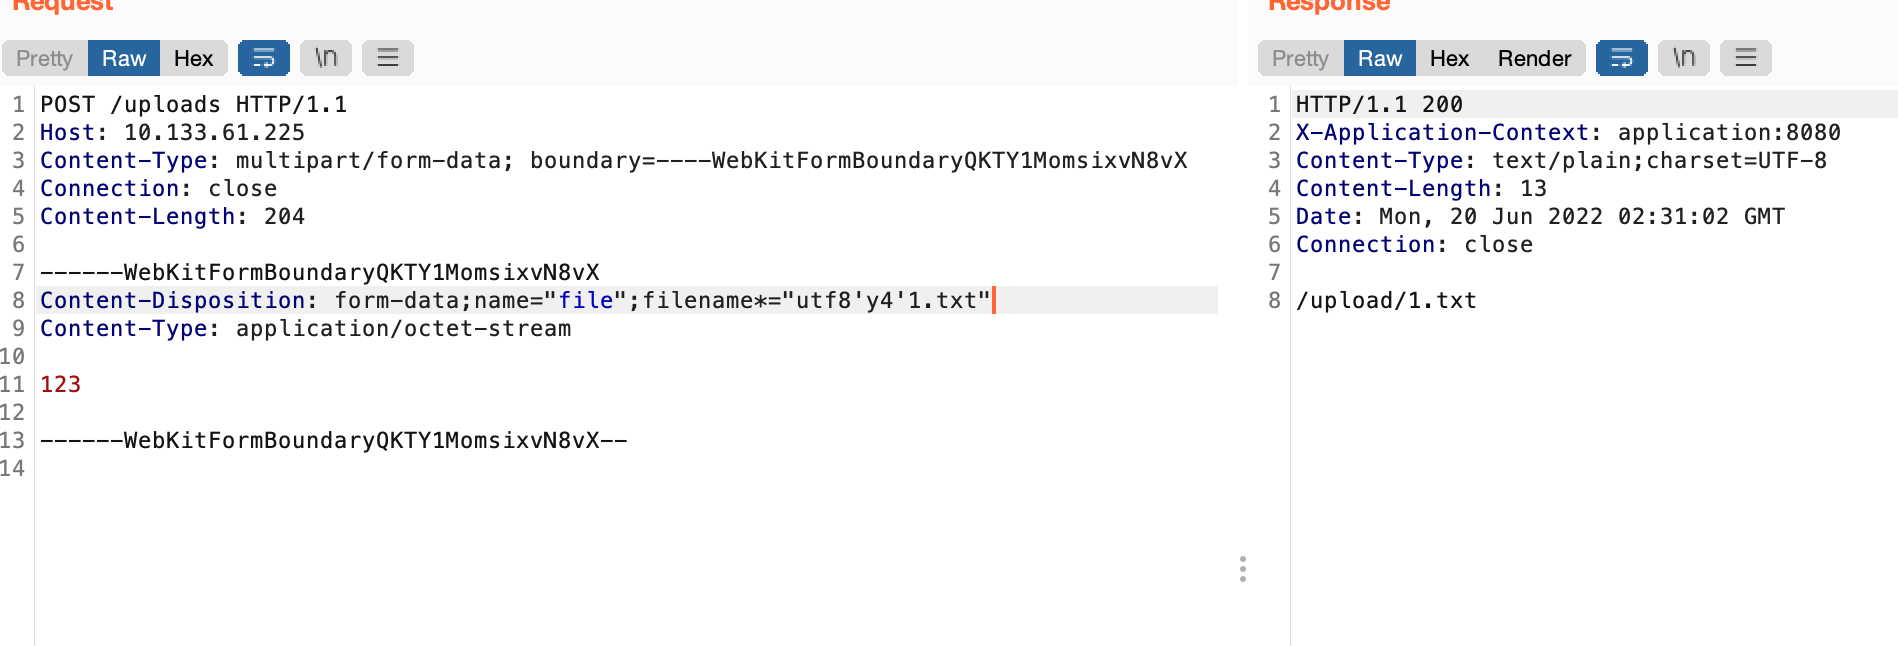 Request
Pretty Raw Hex \n
1 POST /uploads HTTP/1.1
2 Host: 10.133.61.225
3 Content-Type: multipart/form-data; boundary=----WebKitFormBoundaryQKTY1MomsixvN8vX
4 Connection: close
5 Content-Length: 204
6
7 ------WebKitFormBoundaryQKTY1MomsixvN8vX
8 Content-Disposition: form-data;name="file";filename*="utf8'y4'1.txt"
9 Content-Type: application/octet-stream
10
11 123
12
13 ------WebKitFormBoundaryQKTY1MomsixvN8vX--
14
Response
Pretty Raw Hex Render \n
1 HTTP/1.1 200
2 X-Application-Context: application:8080
3 Content-Type: text/plain;charset=UTF-8
4 Content-Length: 13
5 Date: Mon, 20 Jun 2022 02:31:02 GMT
6 Connection: close
7
8 /upload/1.txt